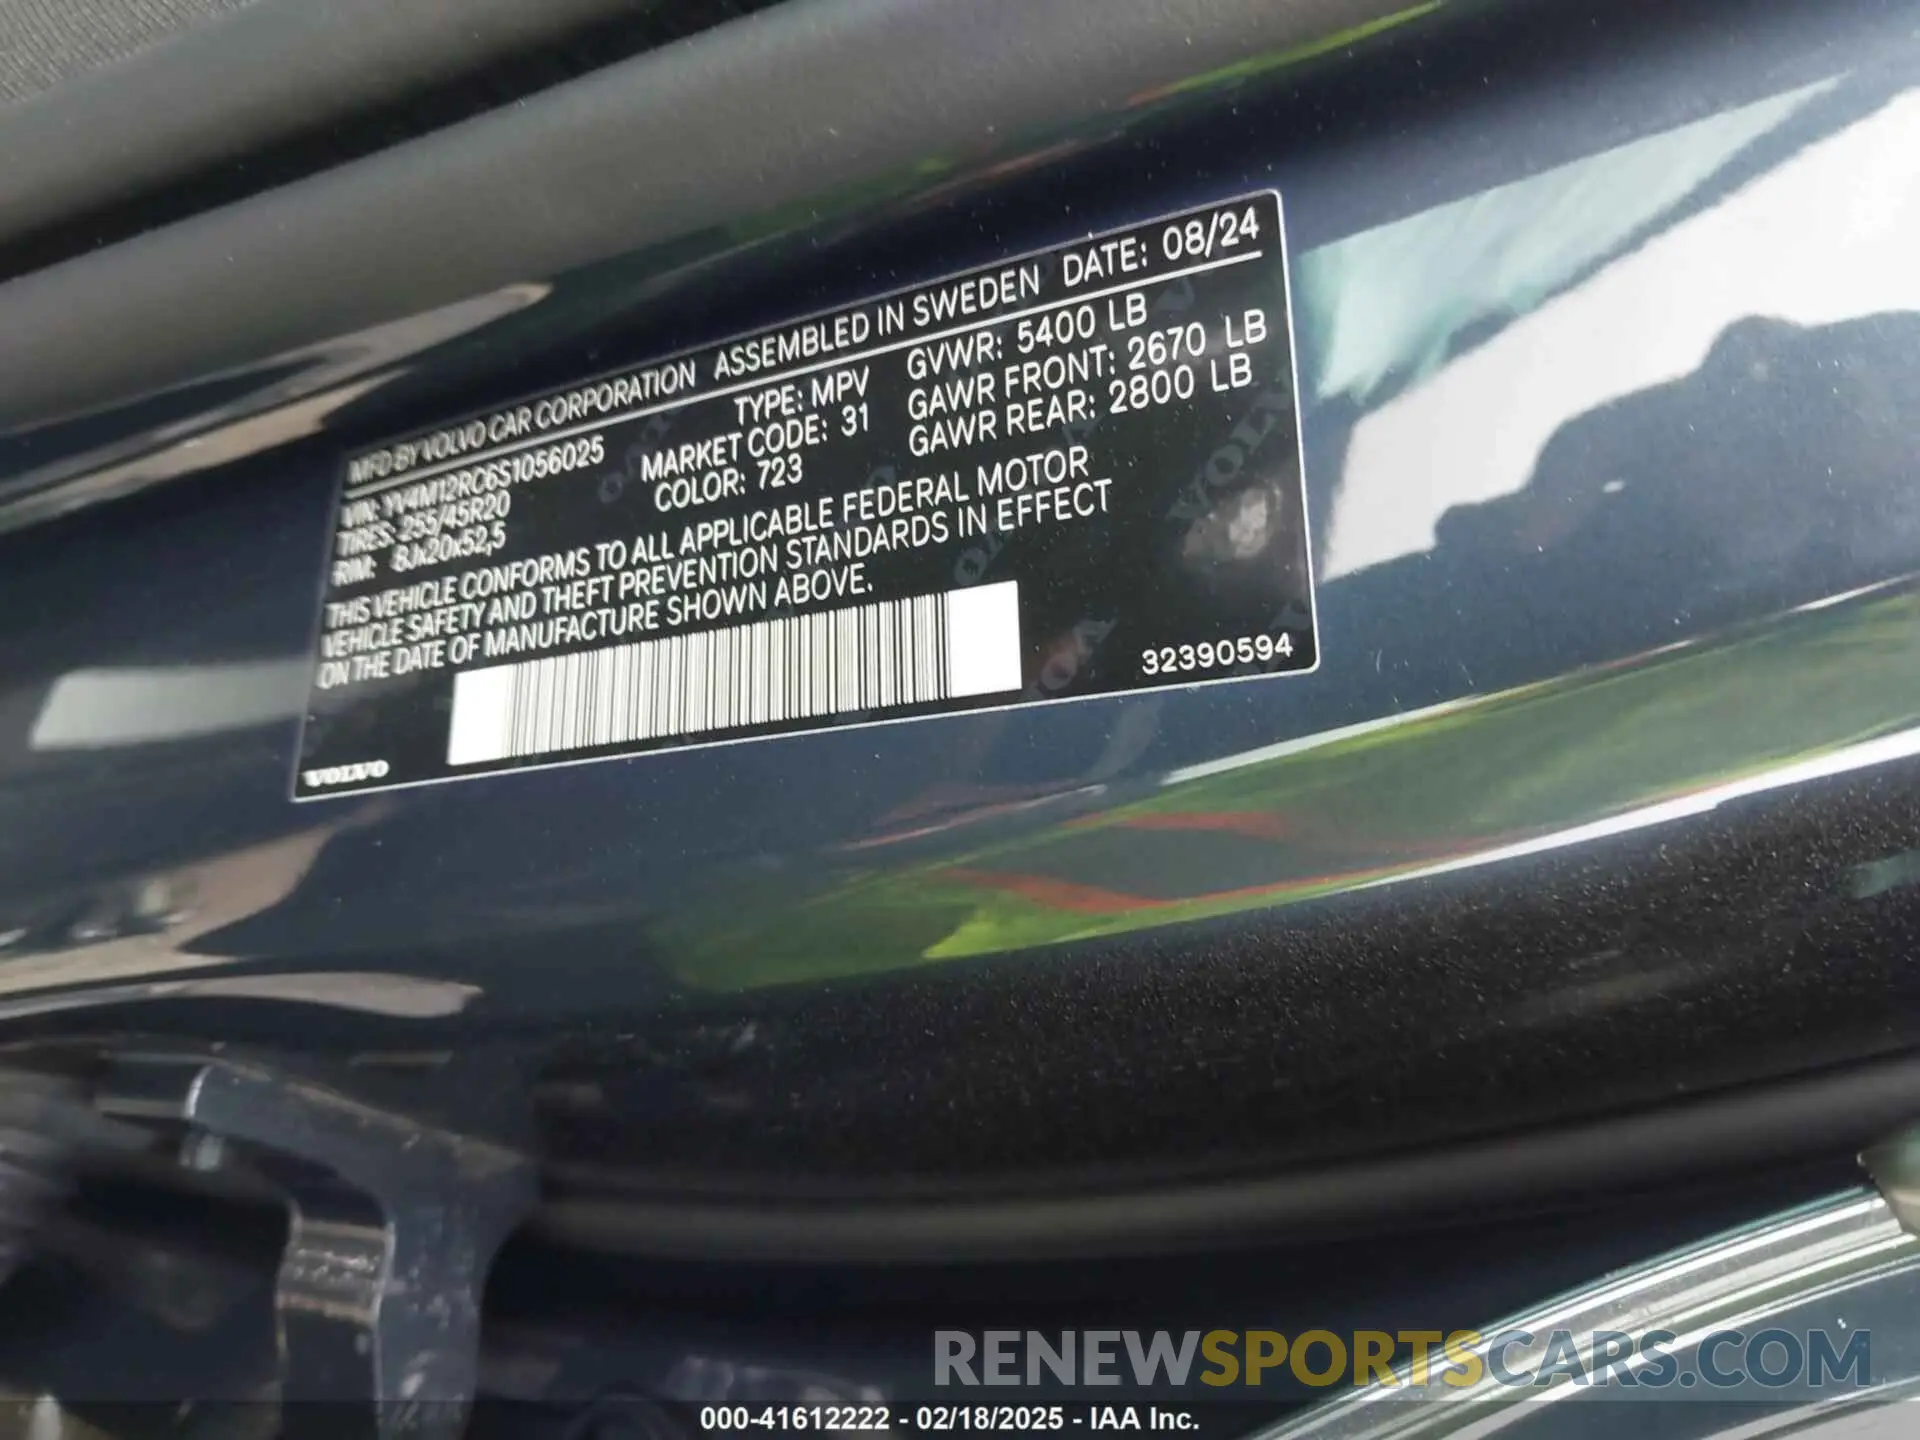 MFD BY VOLVO CAR CORPORATION ASSEMBLED IN SWEDEN DATE: 08/24
VIN: YV4M12RC6S1056025 TYPE: MPV GVWR: 5400 LB
TIRES: 255/45R20 MARKET CODE: 31 GAWR FRONT: 2670 LB
RIM: 8Jx20x52,5 COLOR: 723 GAWR REAR: 2800 LB
THIS VEHICLE CONFORMS TO ALL APPLICABLE FEDERAL MOTOR
VEHICLE SAFETY AND THEFT PREVENTION STANDARDS IN EFFECT
ON THE DATE OF MANUFACTURE SHOWN ABOVE.
32390594
VOLVO
RENEWSPORTSCARS.COM
000-41612222 - 02/18/2025 - IAA Inc.